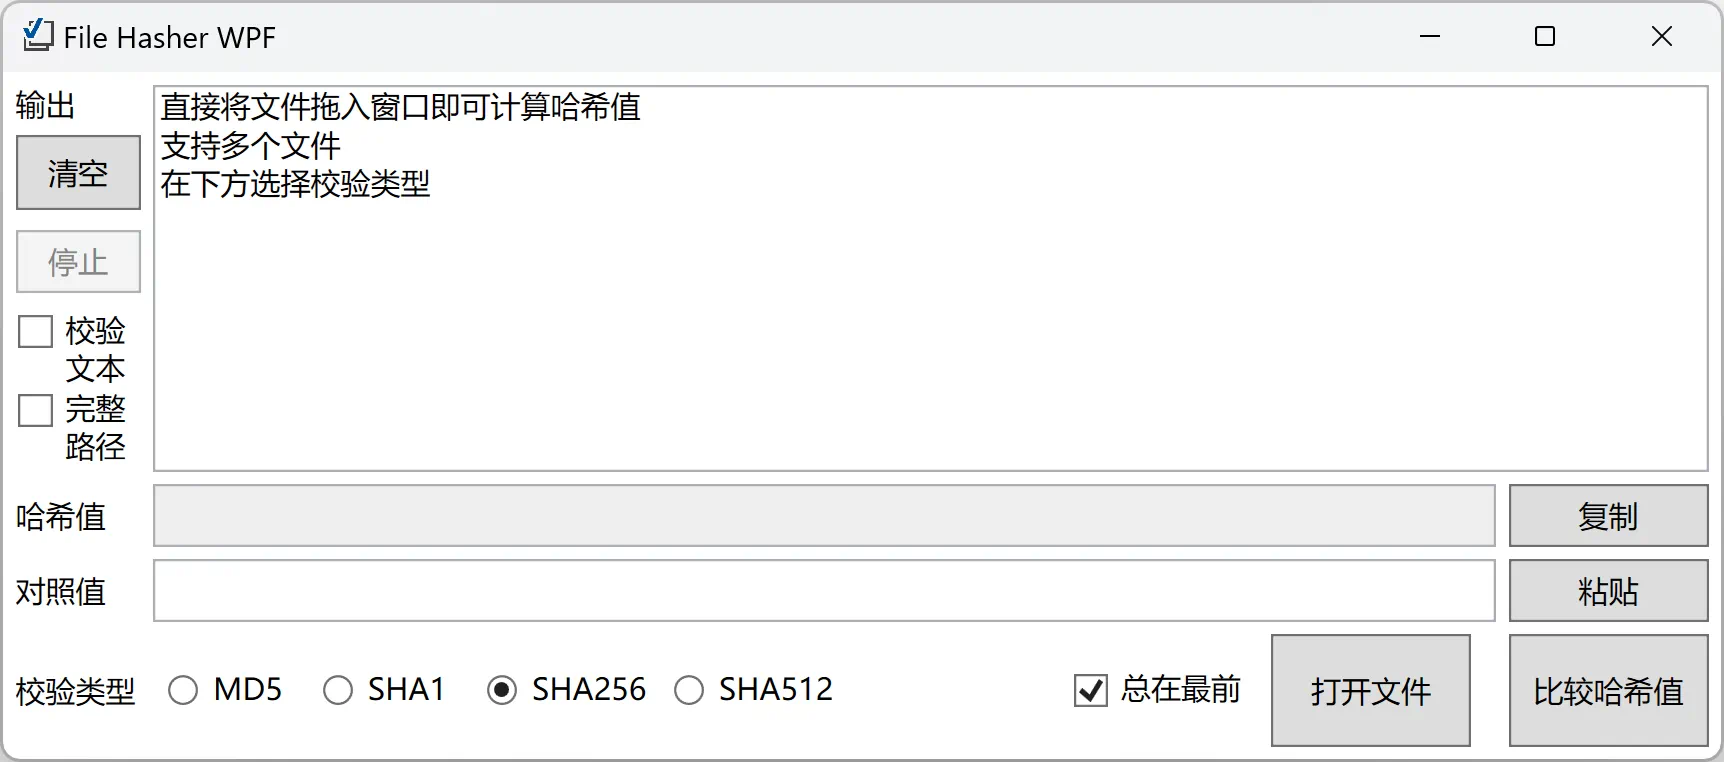 File Hasher WPF
输出
直接将文件拖入窗口即可计算哈希值
支持多个文件
在下方选择校验类型
清空
停止
校验
文本
完整
路径
哈希值
复制
对照值
粘贴
校验类型 MD5 SHA1 SHA256 SHA512 总在最前 打开文件 比较哈希值